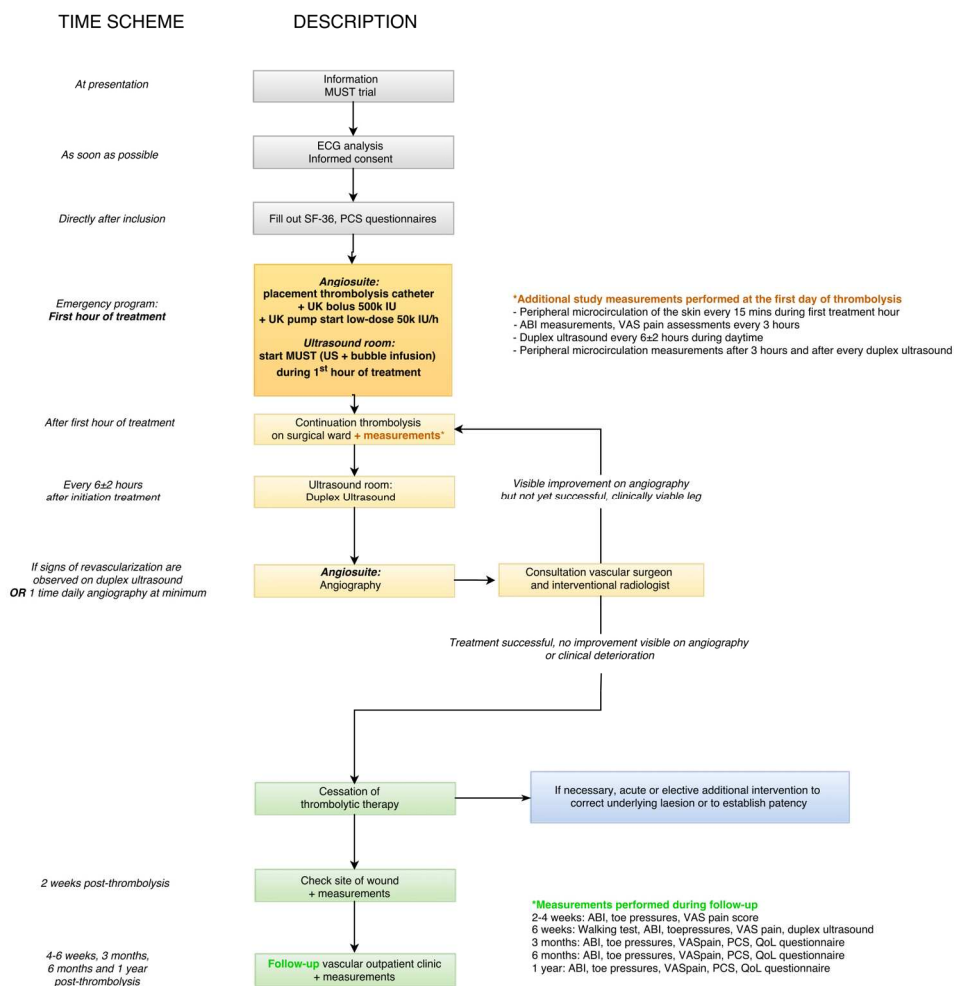 TIME SCHEME
DESCRIPTION
At presentation
Information
MUST trial
As soon as possible
ECG analysis
Informed consent
Directly after inclusion
Fill out SF-36, PCS questionnaires
Emergency program:
First hour of treatment
Angiosuite:
placement thrombolysis catheter
+ UK bolus 500k IU
+ UK pump start low-dose 50k IU/h
Ultrasound room:
start MUST (US + bubble infusion)
during 1st hour of treatment
*Additional study measurements performed at the first day of thrombolysis
- Peripheral microcirculation of the skin every 15 mins during first treatment hour
- ABI measurements, VAS pain assessments every 3 hours
- Duplex ultrasound every 6±2 hours during daytime
- Peripheral microcirculation measurements after 3 hours and after every duplex ultrasound
After first hour of treatment
Continuation thrombolysis
on surgical ward + measurements*
Every 6±2 hours
after initiation treatment
Ultrasound room:
Duplex Ultrasound
Visible improvement on angiography
but not yet successful, clinically viable leg
If signs of revascularization are
observed on duplex ultrasound
OR 1 time daily angiography at minimum
Angiosuite:
Angiography
Consultation vascular surgeon
and interventional radiologist
Treatment successful, no improvement visible on angiography
or clinical deterioration
Cessation of
thrombolytic therapy
If necessary, acute or elective additional intervention to
correct underlying laesion or to establish patency
2 weeks post-thrombolysis
Check site of wound
+ measurements
4-6 weeks, 3 months,
6 months and 1 year
post-thrombolysis
Follow-up vascular outpatient clinic
+ measurements
*Measurements performed during follow-up
2-4 weeks: ABI, toe pressures, VAS pain score
6 weeks: Walking test, ABI, toepressures, VAS pain, duplex ultrasound
3 months: ABI, toe pressures, VASpain, PCS, QoL questionnaire
6 months: ABI, toe pressures, VASpain, PCS, QoL questionnaire
1 year: ABI, toe pressures, VASpain, PCS, QoL questionnaire